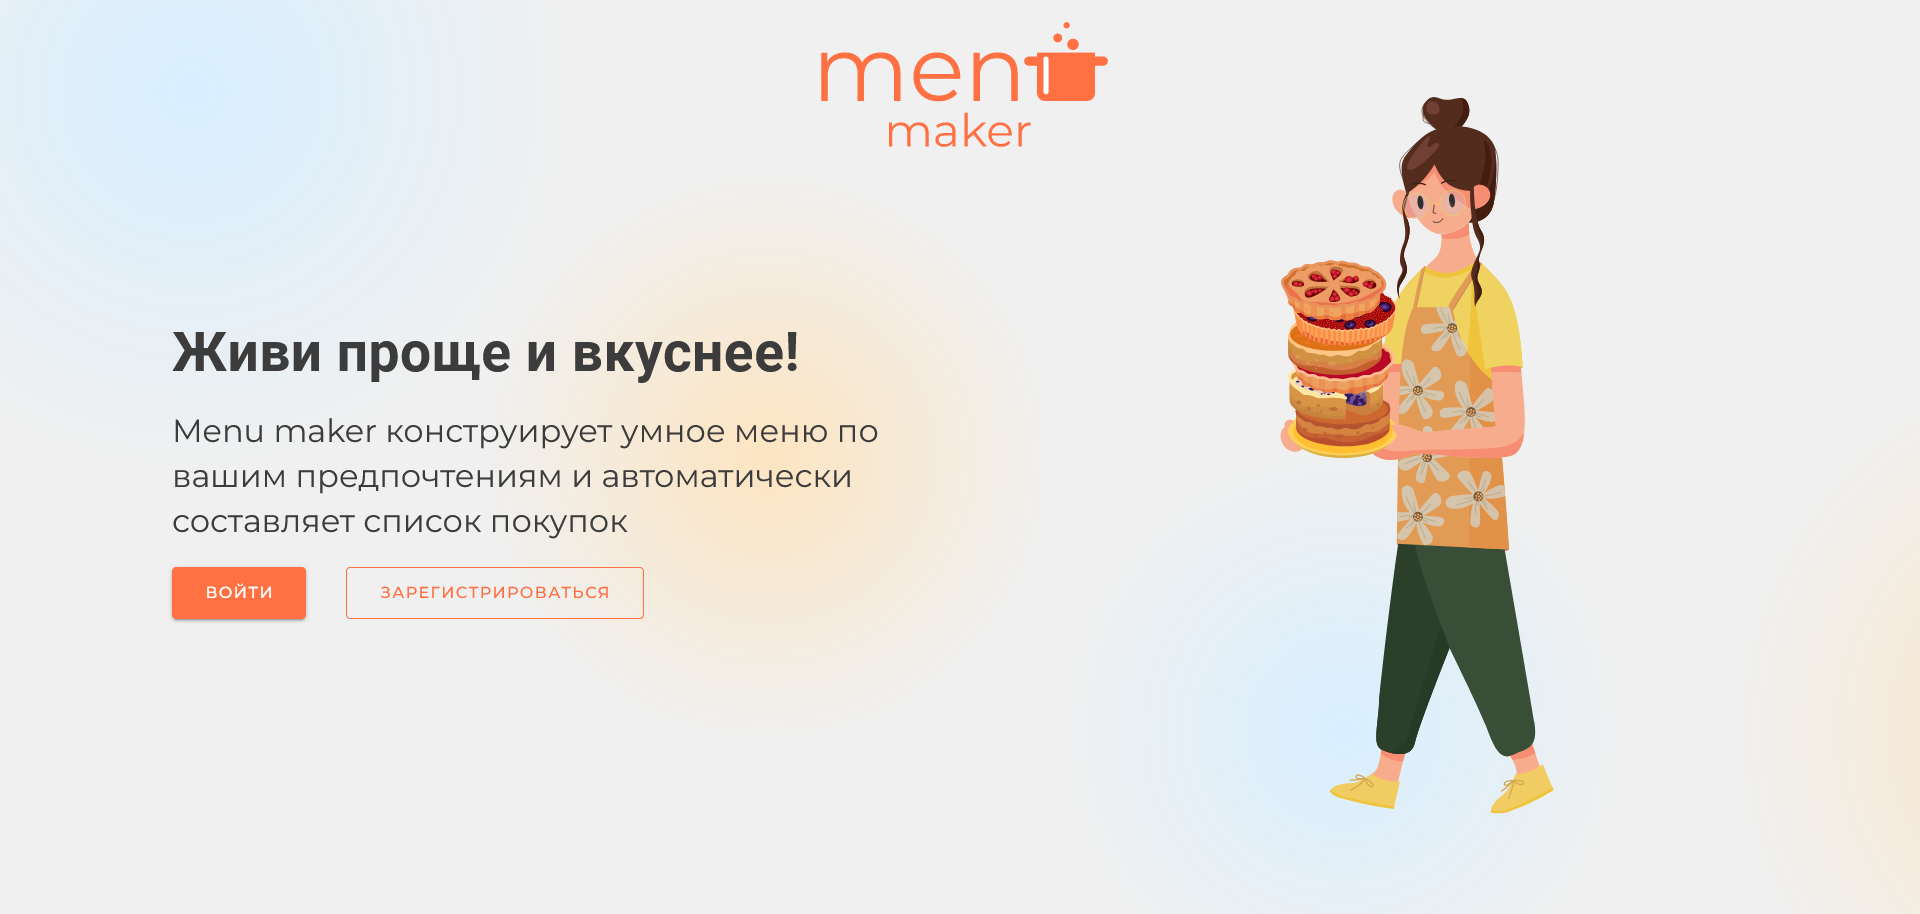 menu
maker
Живи проще и вкуснее!
Menu maker конструирует умное меню по
вашим предпочтениям и автоматически
составляет список покупок
ВОЙТИ
ЗАРЕГИСТРИРОВАТЬСЯ